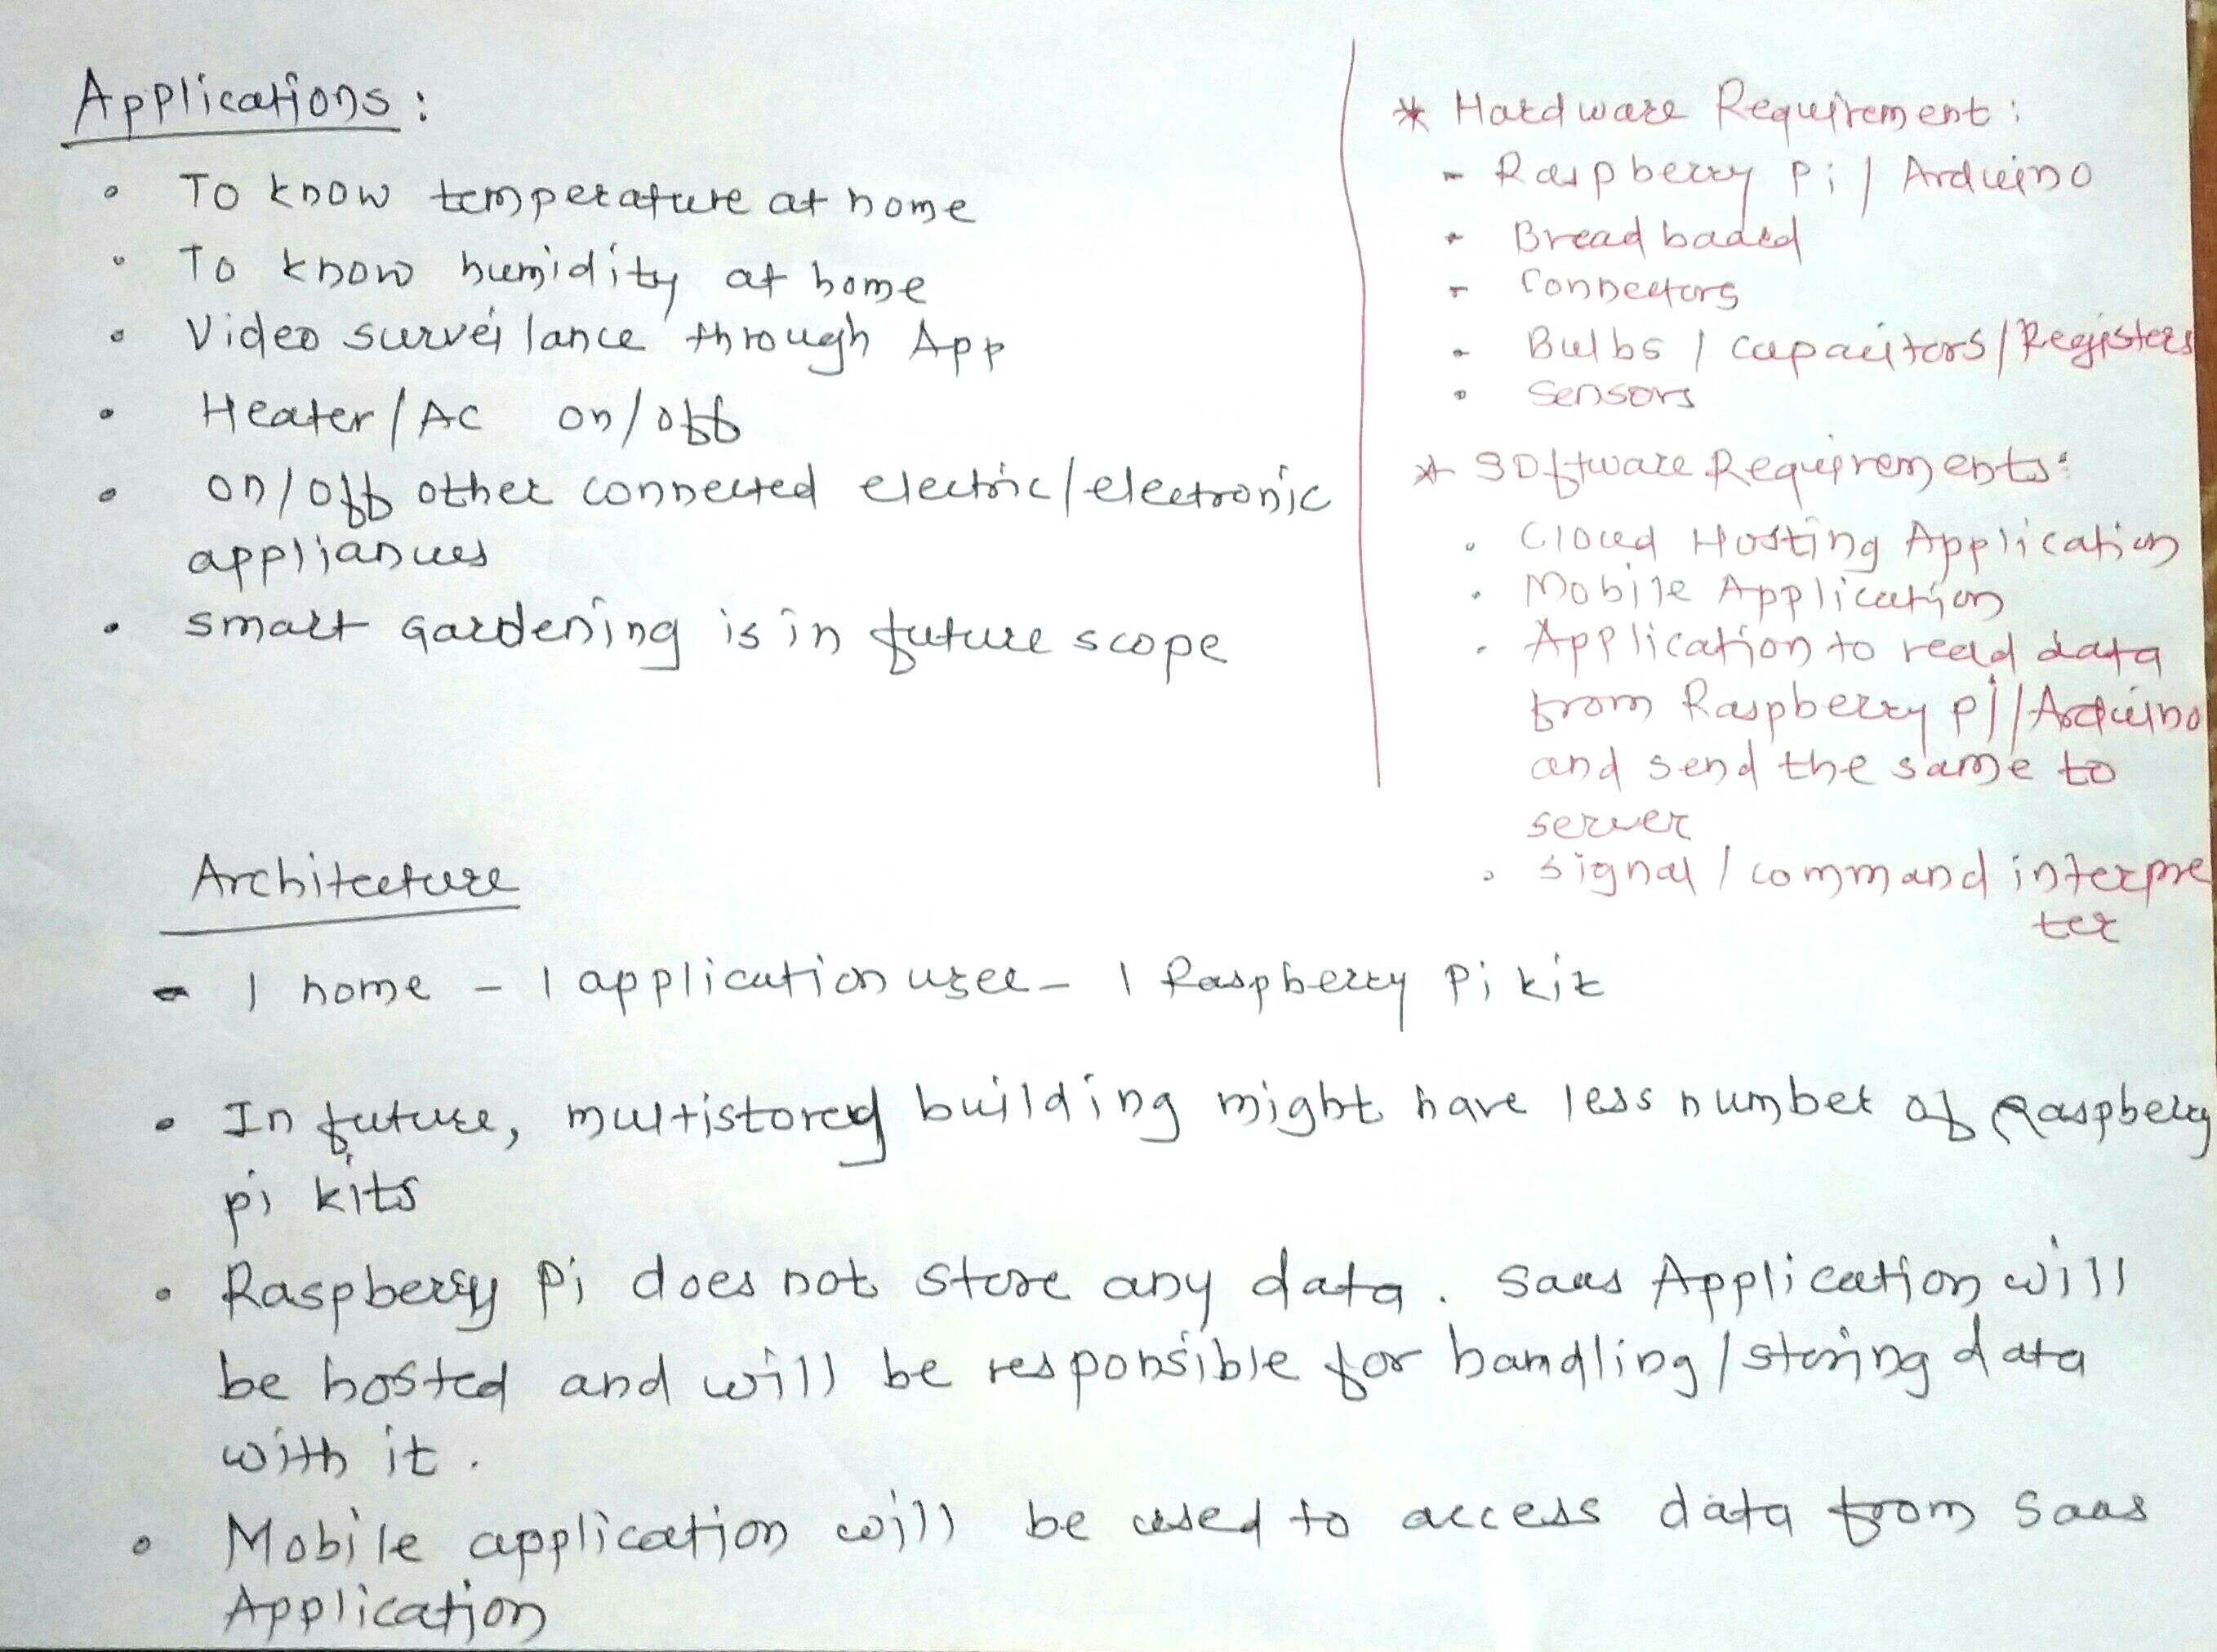 Applications:
• To know temperature at home
• To know humidity at home
• Video surveilance through App
• Heater/AC on/off
• on/off other connected electric/electronic
appliances
• smart Gardening is in future scope
* Hardware Requirement:
- Raspberry Pi / Arduino
• Bread baard
- Connectors
• Bulbs / capacitors/Registers
• Sensors
* Software Requirements:
• Cloud Hosting Application
• Mobile Application
• Application to read data
from Raspberry pi/Arduino
and send the same to
server
• Signal / command interpre
ter
Architecture
- 1 home - 1 application user - 1 Raspberry Pi kit
• In future, multistored building might have less number of Raspberry
pi kits
• Raspberry Pi does not store any data. Saas Application will
be hosted and will be responsible for handling/storing data
with it.
• Mobile application will be used to access data from Saas
Application